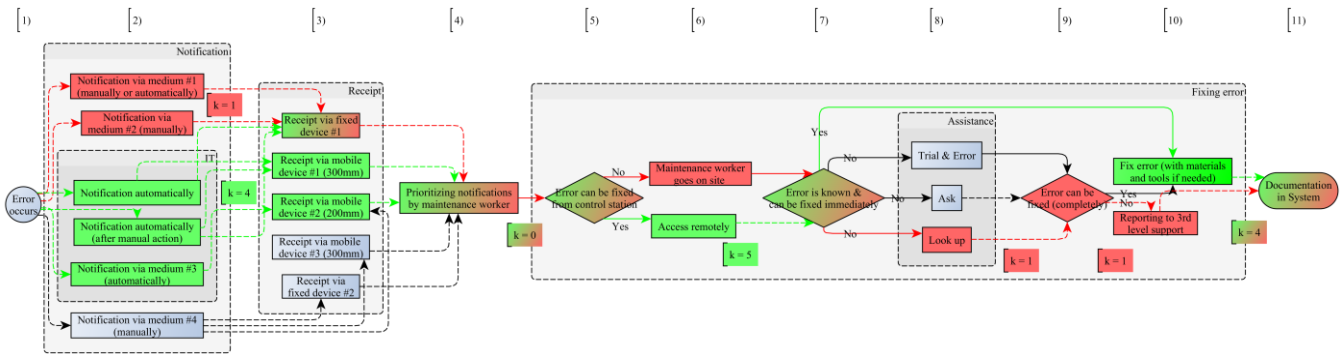 [1)
[2)
[3)
[4)
[5)
[6)
[7)
[8)
[9)
[10)
[11)
Notification
Notification via medium #1
(manually or automatically)
k = 1
Notification via
medium #2 (manually)
IT
Notification automatically
k = 4
Notification automatically
(after manual action)
Notification via medium #3
(automatically)
Notification via medium #4
(manually)
Error
occurs
Receipt
Receipt via fixed
device #1
Receipt via mobile
device #1 (300mm)
Receipt via mobile
device #2 (200mm)
Receipt via mobile
device #3 (300mm)
Receipt via
fixed device #2
Prioritizing notifications
by maintenance worker
k = 0
Fixing error
Error can be fixed
from control station
No
Yes
Maintenance worker
goes on site
Access remotely
k = 5
Error is known &
can be fixed immediately
Yes
No
No
No
Assistance
Trial & Error
Ask
Look up
k = 1
Error can be
fixed (completely)
Yes
No
k = 1
Fix error (with materials
and tools if needed)
Reporting to 3rd
level support
k = 4
Documentation
in System